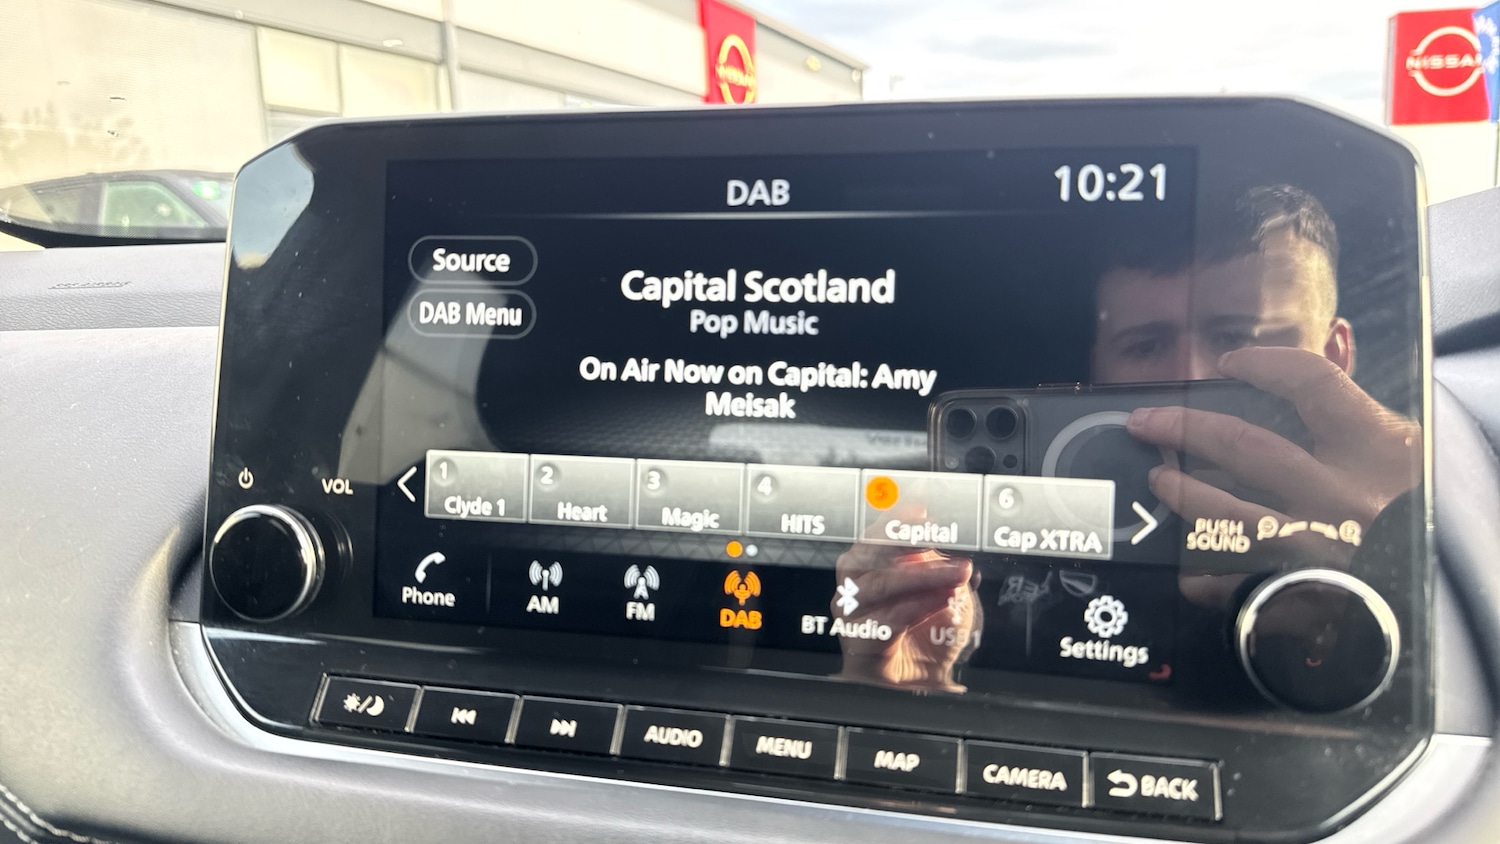 NISSAN
DAB
10:21
Source
DAB Menu
Capital Scotland
Pop Music
On Air Now on Capital: Amy
Meisak
VOL
1 Clyde 1
2 Heart
3 Magic
4 HITS
5 Capital
6 Cap XTRA
PUSH
SOUND
Phone
AM
FM
DAB
BT Audio
USB1
Settings
AUDIO
MENU
MAP
CAMERA
BACK